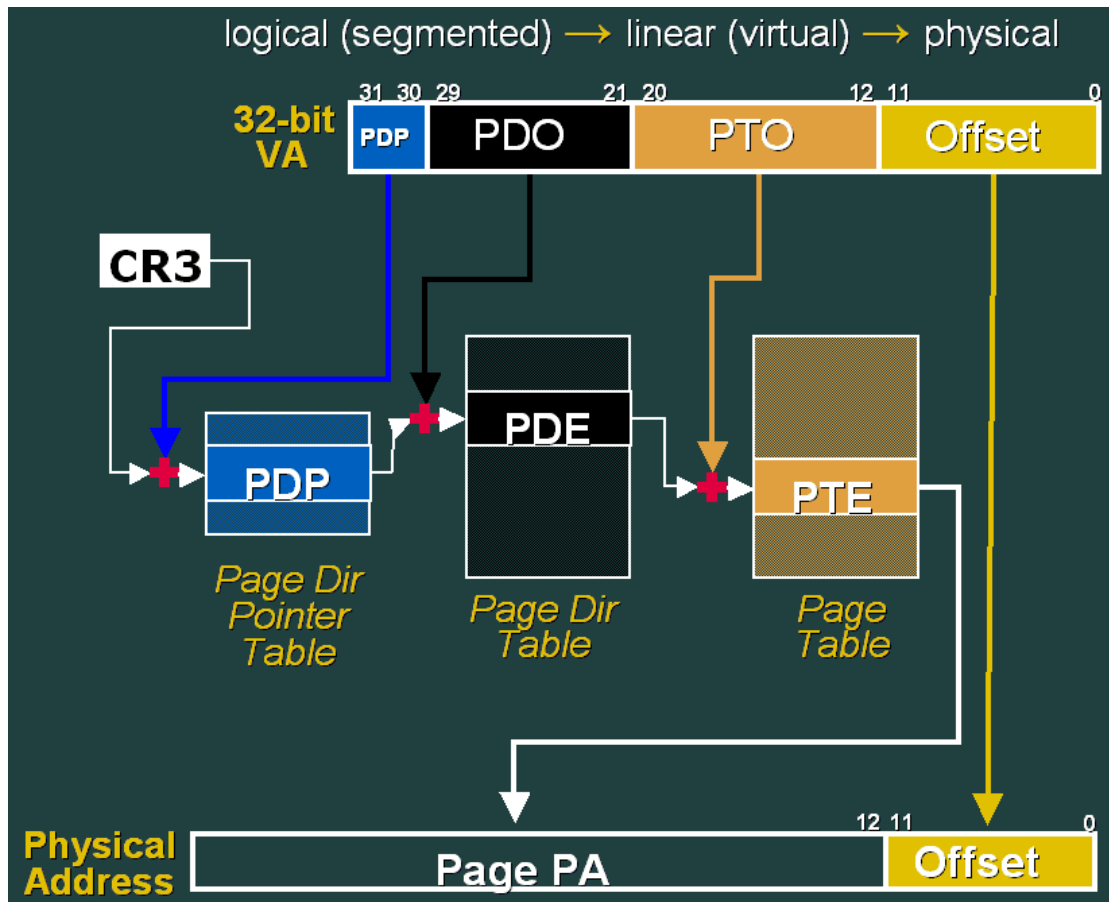 logical (segmented) → linear (virtual) → physical
31 30 29 21 20 12 11 0
32-bit
VA
PDP PDO PTO Offset
CR3
PDP
PDE
PTE
Page Dir
Pointer
Table
Page Dir
Table
Page
Table
12 11 0
Physical
Address
Page PA
Offset